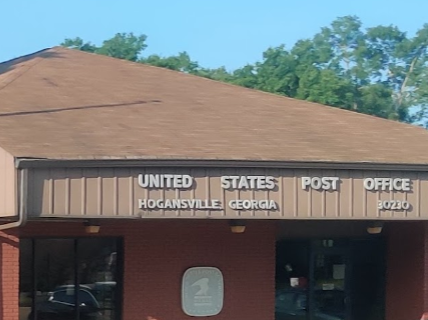 UNITED STATES POST OFFICE
HOGANSVILLE, GEORGIA 30230